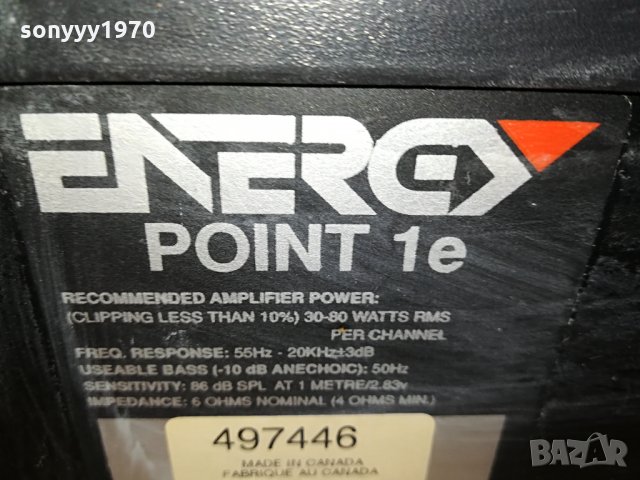 sonyyy1970
ENERGY
POINT 1e
RECOMMENDED AMPLIFIER POWER:
(CLIPPING LESS THAN 10%) 30-80 WATTS RMS
PER CHANNEL
FREQ. RESPONSE: 55Hz - 20KHz±3dB
USEABLE BASS (-10 dB ANECHOIC): 50Hz
SENSITIVITY: 86 dB SPL AT 1 METRE/2.83v
IMPEDANCE: 6 OHMS NOMINAL (4 OHMS MIN.)
497446
MADE IN CANADA
FABRIQUE AU CANADA
BAZAR